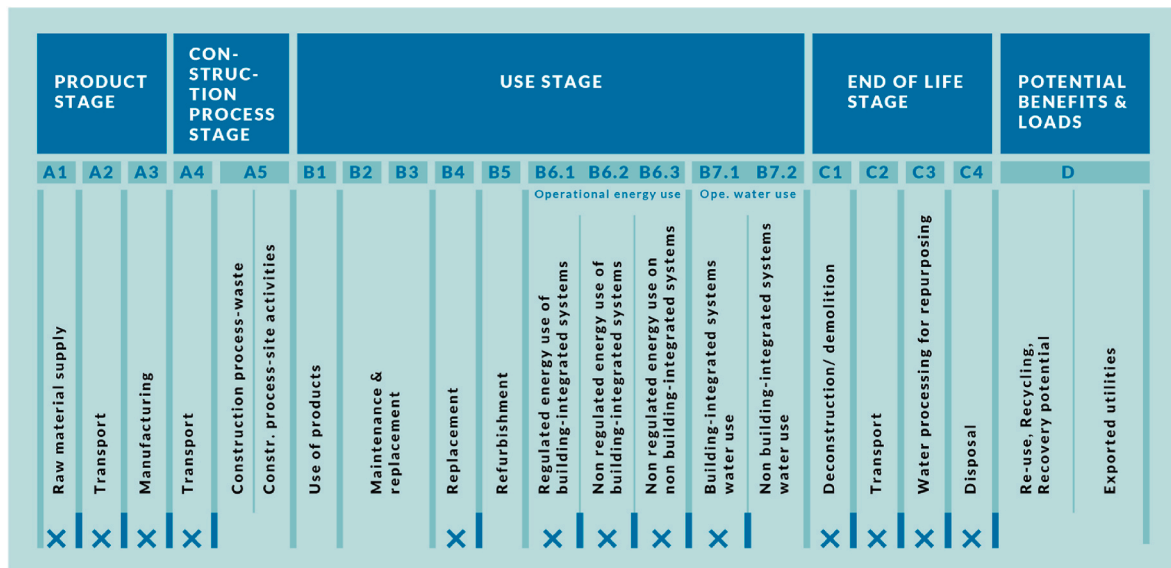 PRODUCT
STAGE
CON-
STRUC-
TION
PROCESS
STAGE
USE STAGE
END OF LIFE
STAGE
POTENTIAL
BENEFITS &
LOADS
A1 A2 A3 A4 A5 B1 B2 B3 B4 B5 B6.1 B6.2 B6.3 B7.1 B7.2 C1 C2 C3 C4 D
Operational energy use
Ope. water use
Raw material supply
Transport
Manufacturing
Transport
Construction process-waste
Constr. process-site activities
Use of products
Maintenance &
replacement
Replacement
Refurbishment
Regulated energy use of
building-integrated systems
Non regulated energy use of
building-integrated systems
Non regulated energy use on
non building-integrated systems
Building-integrated systems
water use
Non building-integrated systems
water use
Deconstruction/ demolition
Transport
Water processing for repurposing
Disposal
Re-use, Recycling,
Recovery potential
Exported utilities